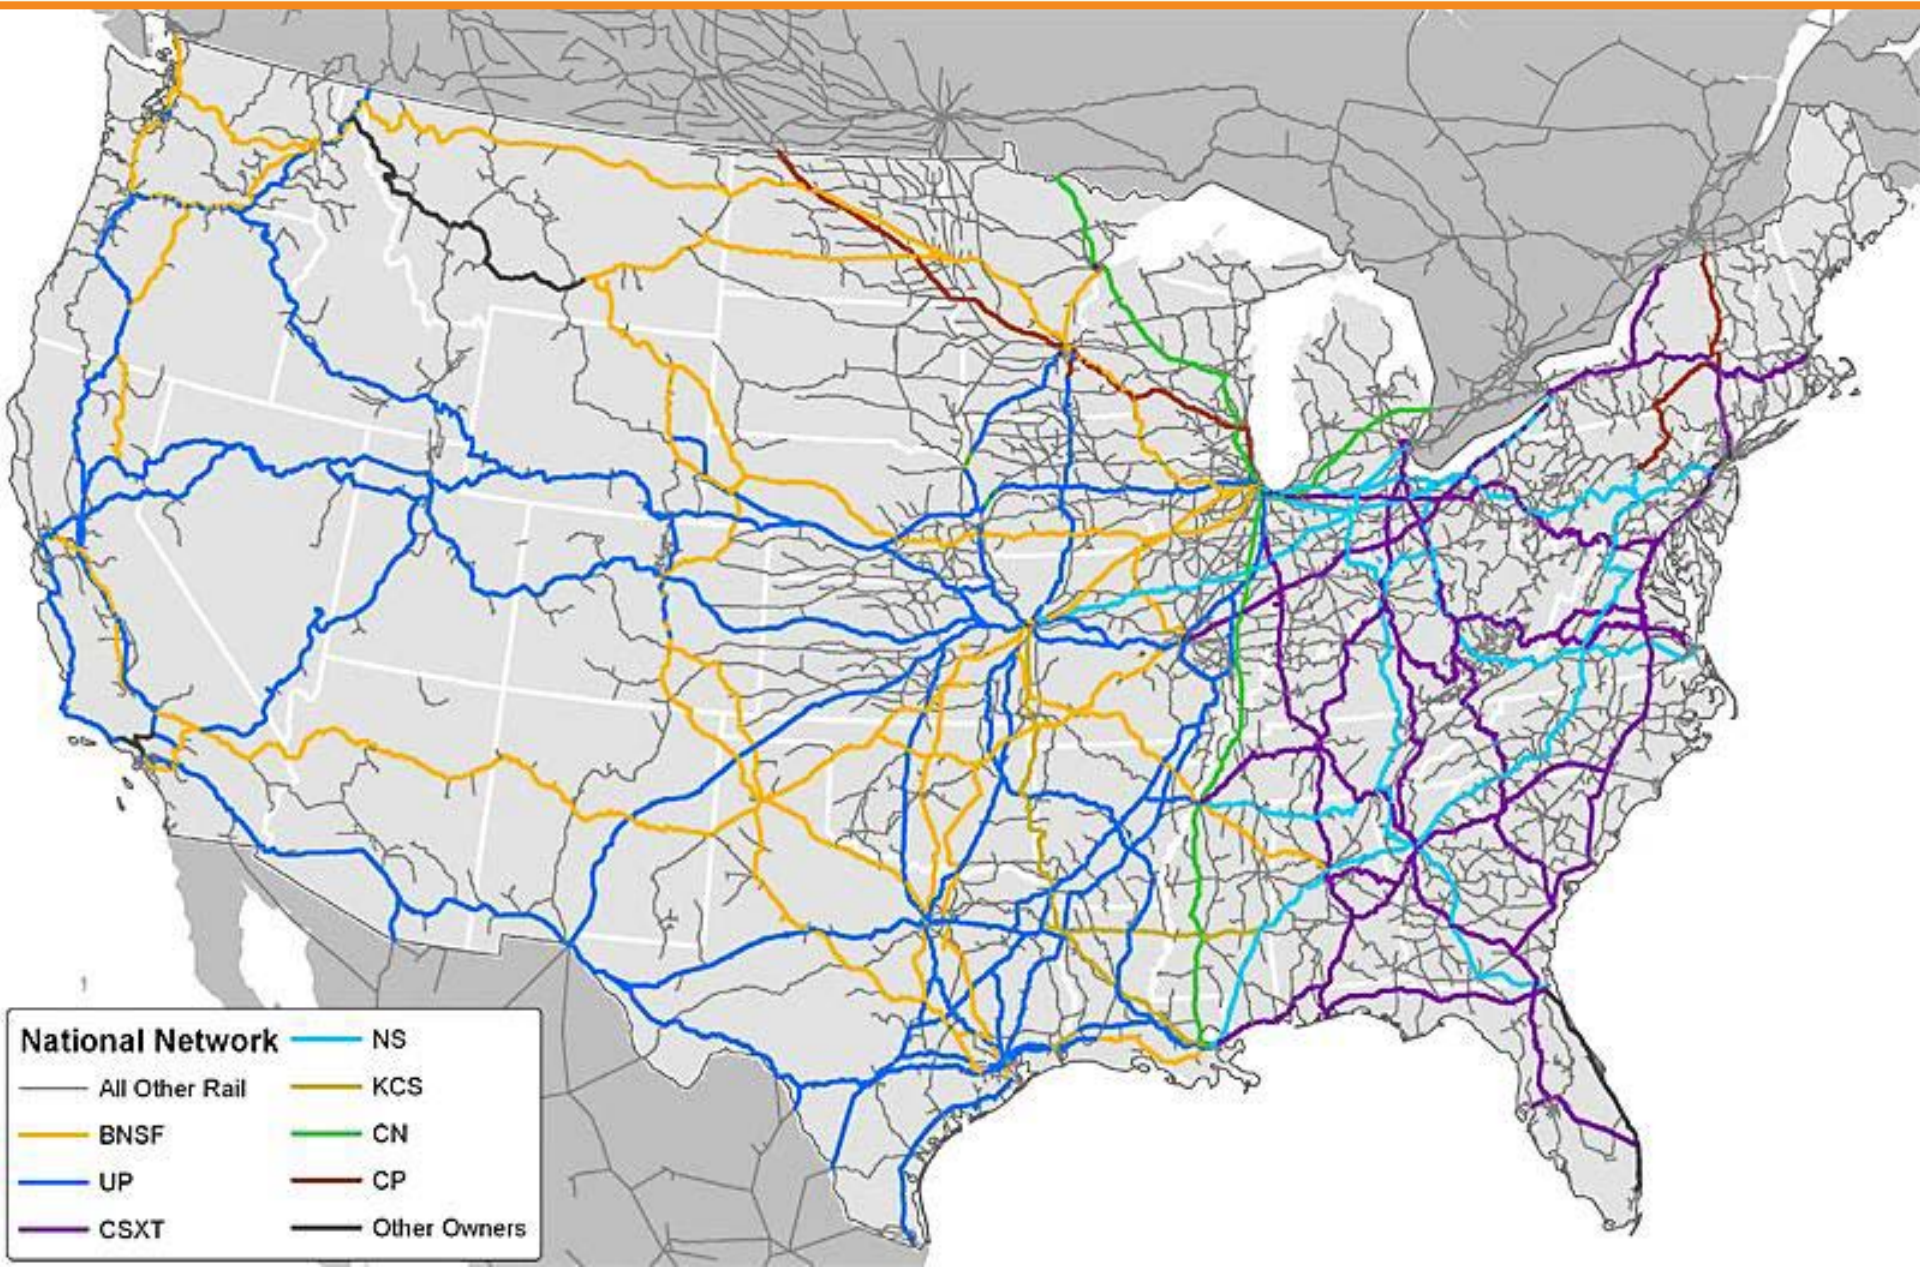 National Network
All Other Rail
BNSF
UP
CSXT
NS
KCS
CN
CP
Other Owners